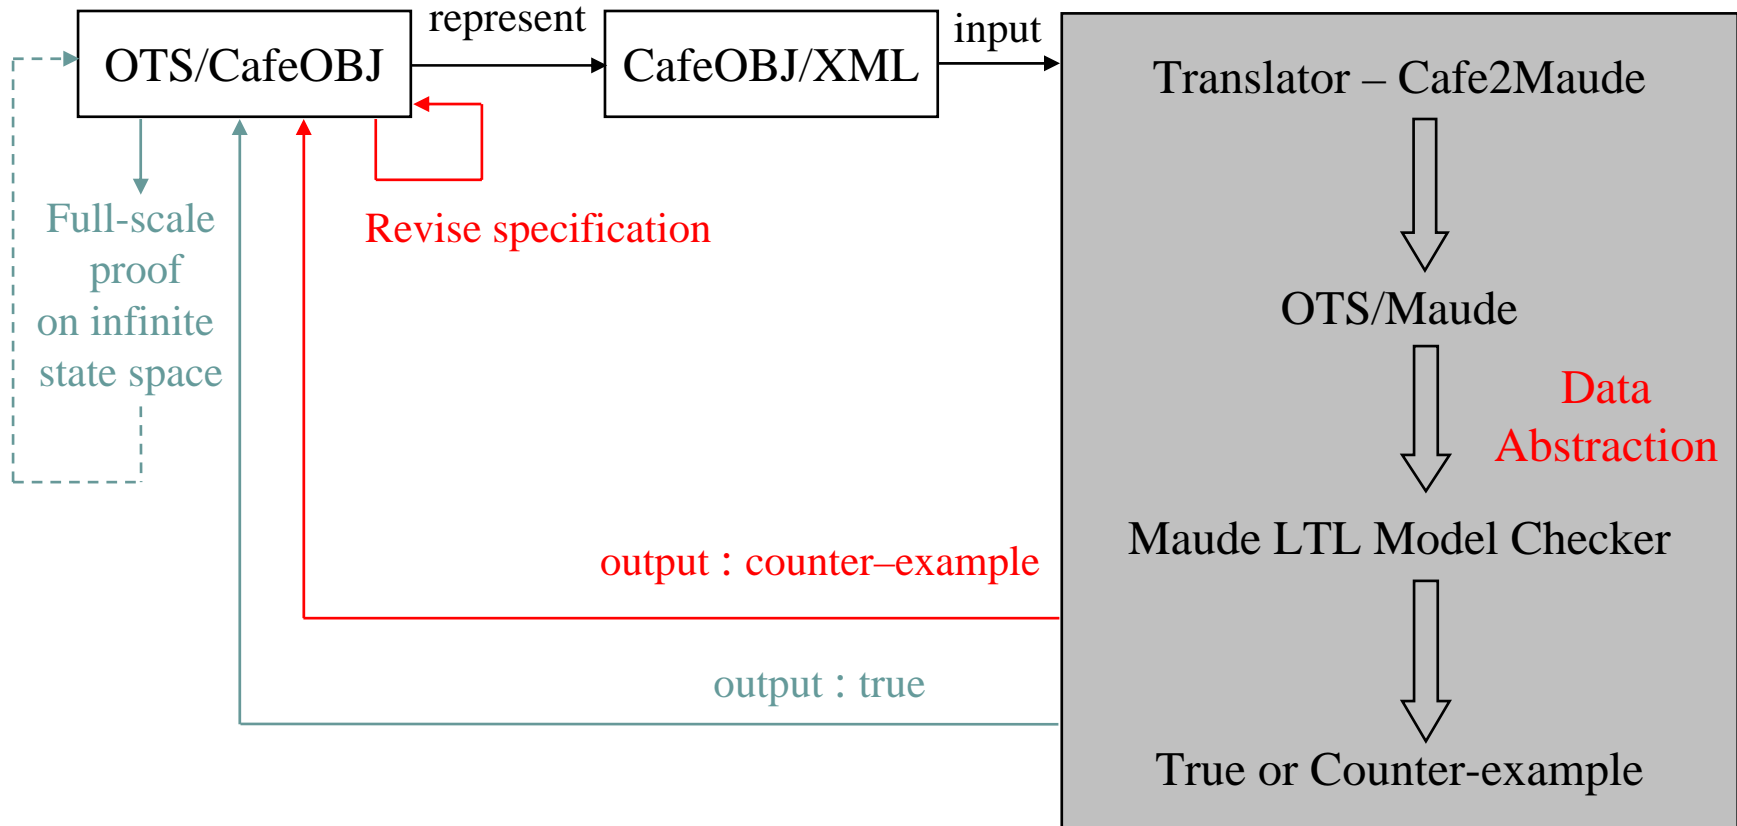 represent
input
OTS/CafeOBJ
CafeOBJ/XML
Translator – Cafe2Maude
Full-scale
proof
on infinite
state space
Revise specification
OTS/Maude
Data
Abstraction
Maude LTL Model Checker
output : counter–example
output : true
True or Counter-example